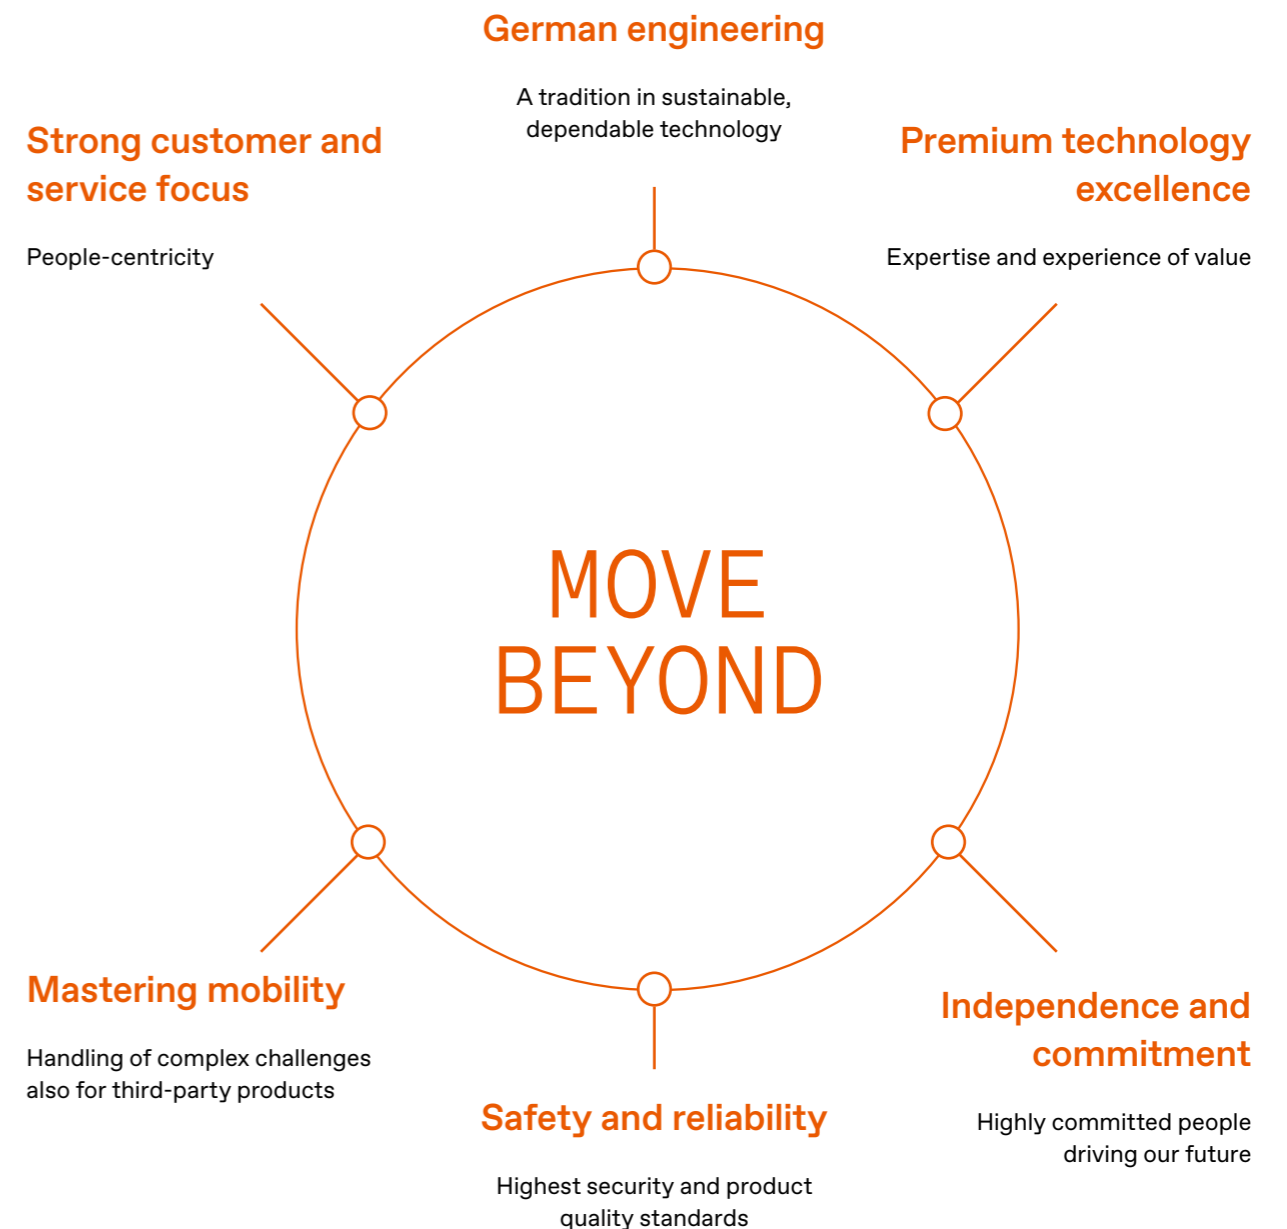 German engineering
A tradition in sustainable,
dependable technology
Strong customer and
service focus
People-centricity
Premium technology
excellence
Expertise and experience of value
MOVE
BEYOND
Mastering mobility
Handling of complex challenges
also for third-party products
Independence and
commitment
Highly committed people
driving our future
Safety and reliability
Highest security and product
quality standards